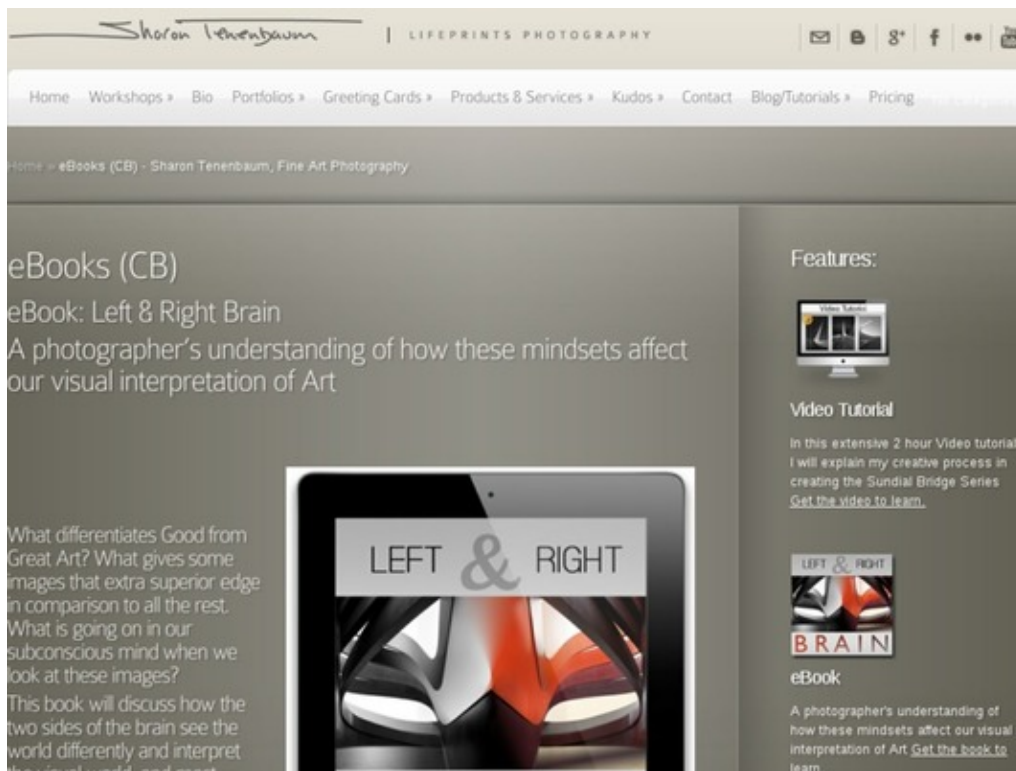 Sharon Tenenbaum | LIFEPRINTS PHOTOGRAPHY
Home Workshops » Bio Portfolios » Greeting Cards » Products & Services » Kudos » Contact Blog/Tutorials » Pricing
Home » eBooks (CB) - Sharon Tenenbaum, Fine Art Photography
eBooks (CB)
eBook: Left & Right Brain
A photographer's understanding of how these mindsets affect
our visual interpretation of Art
What differentiates Good from
Great Art? What gives some
images that extra superior edge
in comparison to all the rest.
What is going on in our
subconscious mind when we
look at these images?
This book will discuss how the
two sides of the brain see the
world differently and interpret
LEFT & RIGHT
Features:
Video Tutorial
Video Tutorial
In this extensive 2 hour Video tutorial
I will explain my creative process in
creating the Sundial Bridge Series
Get the video to learn.
LEFT & RIGHT
BRAIN
eBook
A photographer's understanding of
how these mindsets affect our visual
interpretation of Art Get the book to
learn